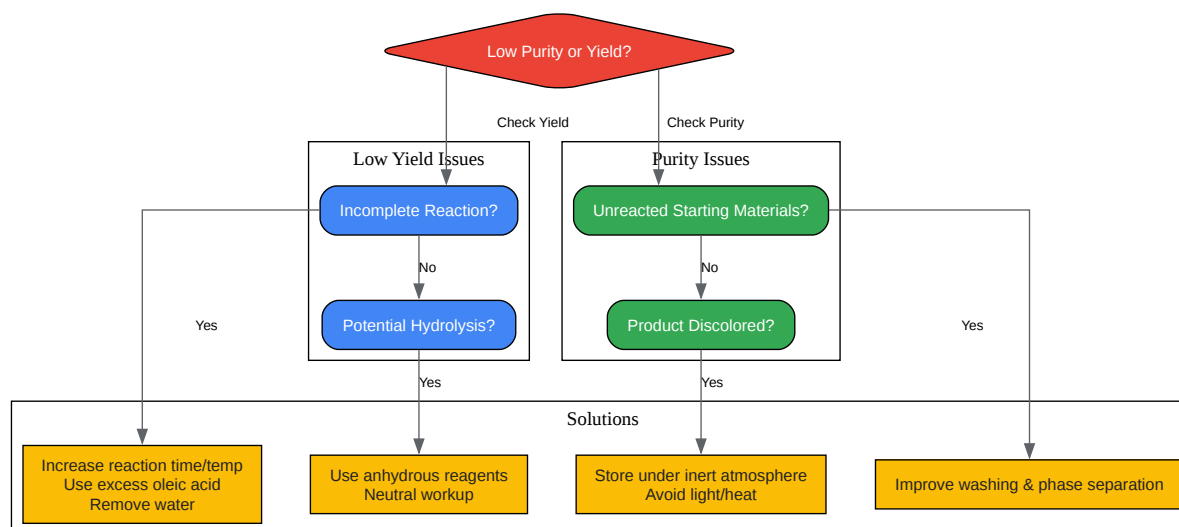 Low Purity or Yield?
Check Yield
Check Purity
Low Yield Issues
Purity Issues
Incomplete Reaction?
Unreacted Starting Materials?
No
No
Potential Hydrolysis?
Product Discolored?
Yes
Yes
Yes
Yes
Solutions
Increase reaction time/temp
Use excess oleic acid
Remove water
Use anhydrous reagents
Neutral workup
Store under inert atmosphere
Avoid light/heat
Improve washing & phase separation